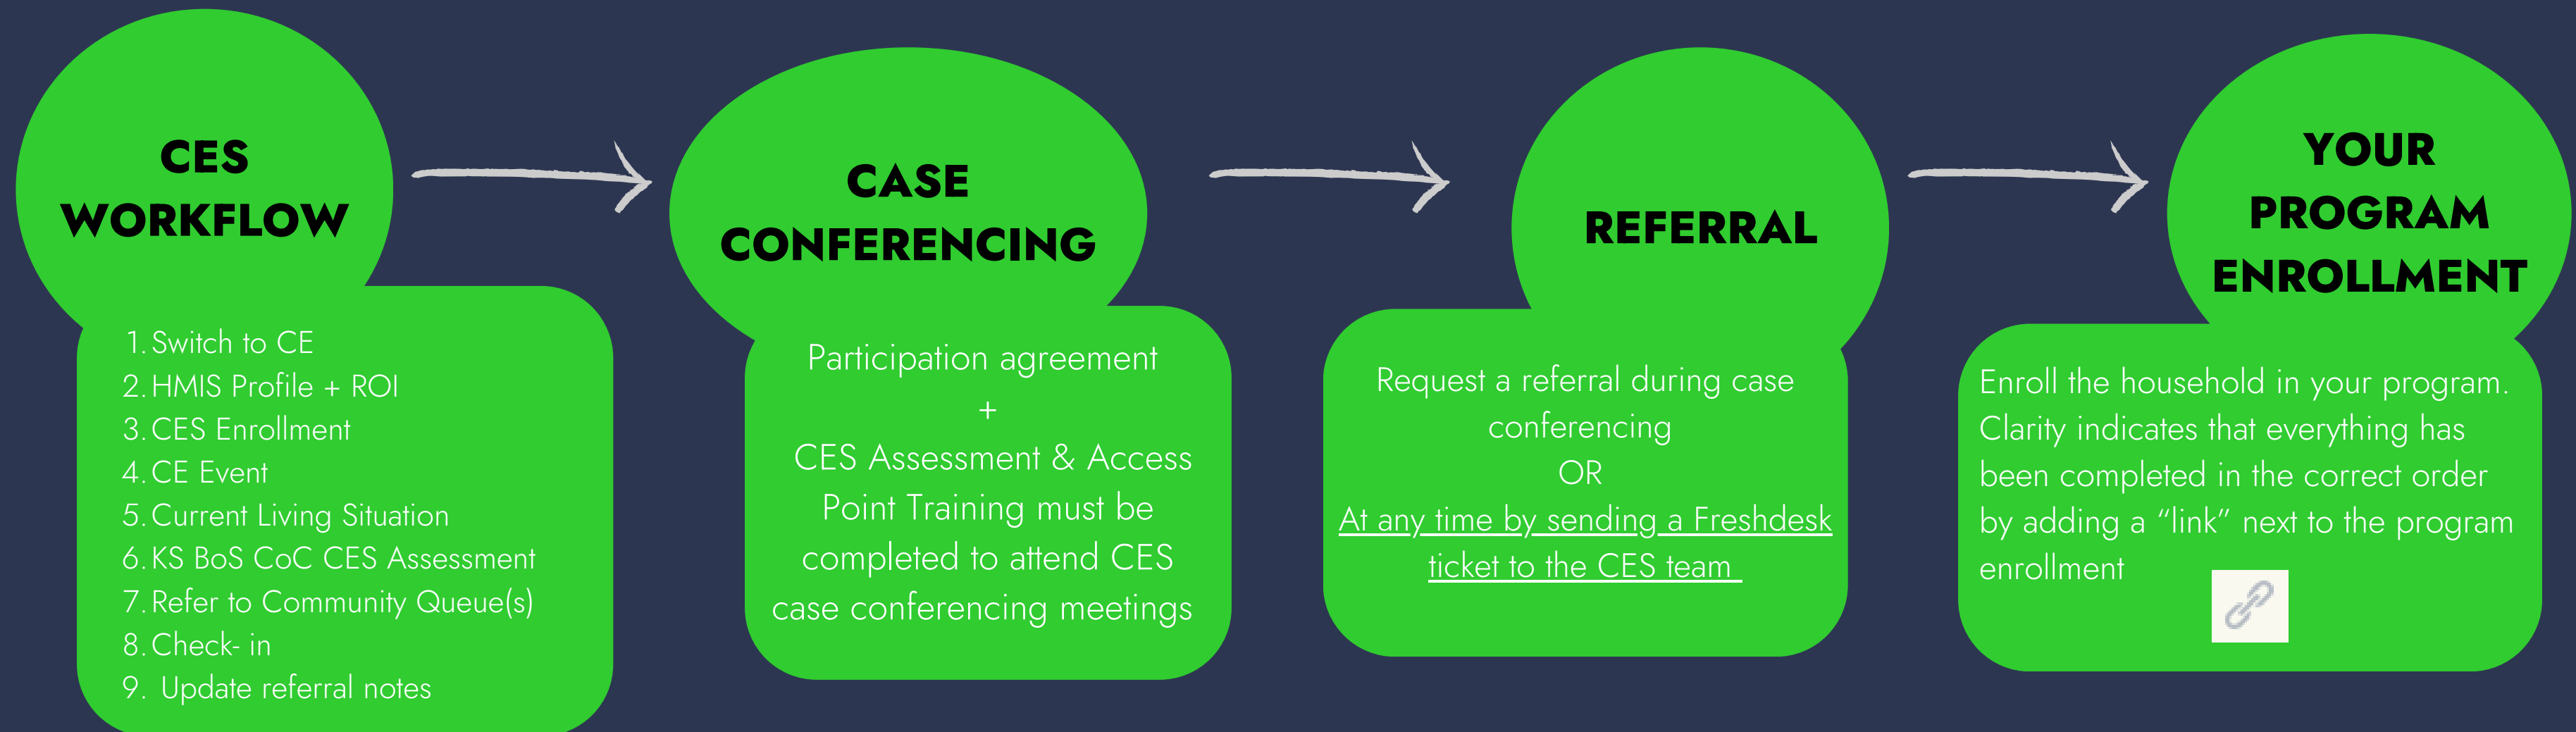 CES
WORKFLOW
1. Switch to CE
2. HMIS Profile + ROI
3. CES Enrollment
4. CE Event
5. Current Living Situation
6. KS BoS CoC CES Assessment
7. Refer to Community Queue(s)
8. Check- in
9. Update referral notes
CASE
CONFERENCING
Participation agreement
+
CES Assessment & Access
Point Training must be
completed to attend CES
case conferencing meetings
REFERRAL
Request a referral during case
conferencing
OR
At any time by sending a Freshdesk
ticket to the CES team
YOUR
PROGRAM
ENROLLMENT
Enroll the household in your program.
Clarity indicates that everything has
been completed in the correct order
by adding a “link” next to the program
enrollment